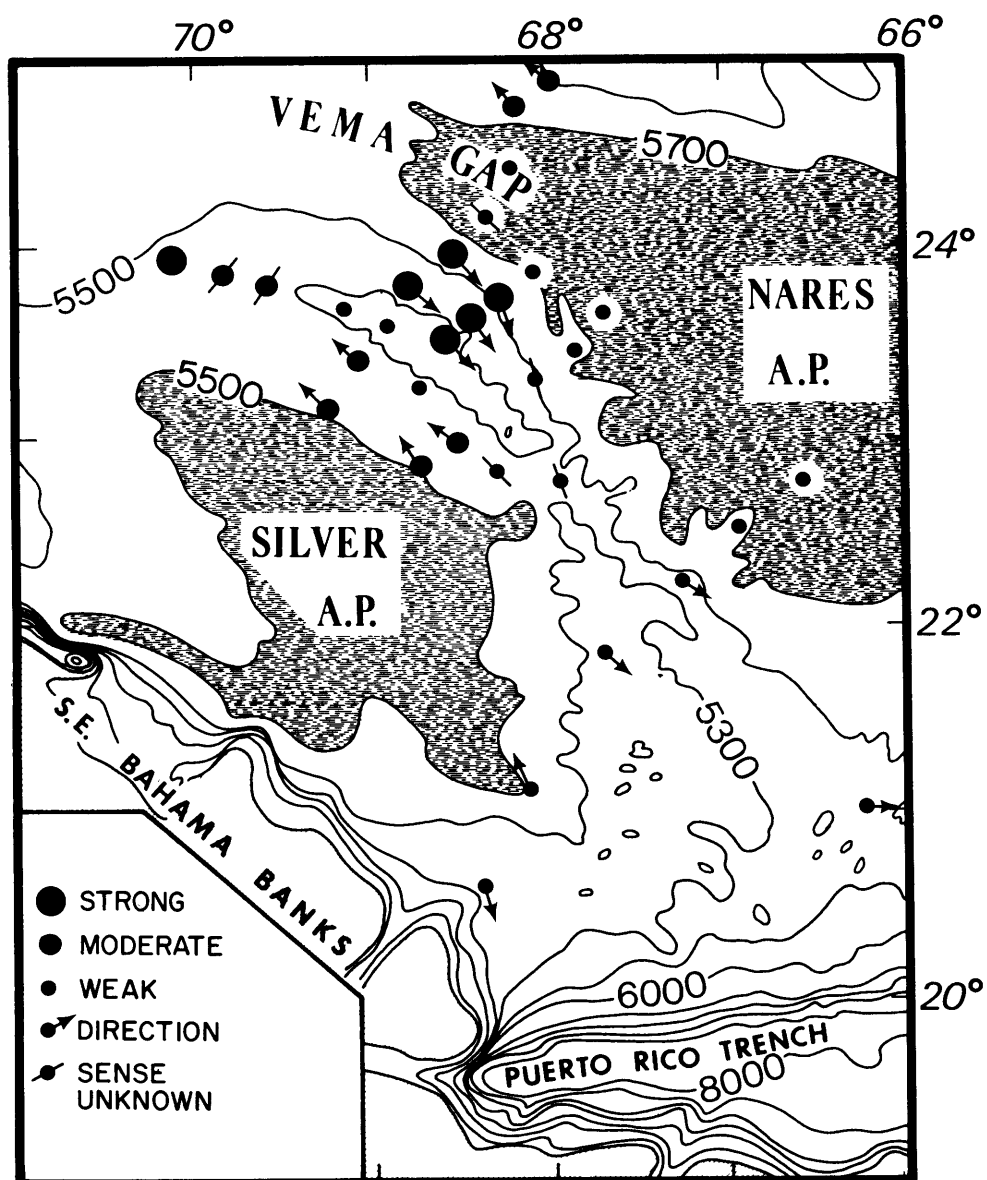 70° 68° 66°
VEMA
GAP
5700
24°
5500
NARES
A.P.
5500
SILVER
A.P.
22°
5300
S.E. BAHAMA BANKS
STRONG
MODERATE
WEAK
DIRECTION
SENSE
UNKNOWN
6000
20°
PUERTO RICO TRENCH
8000